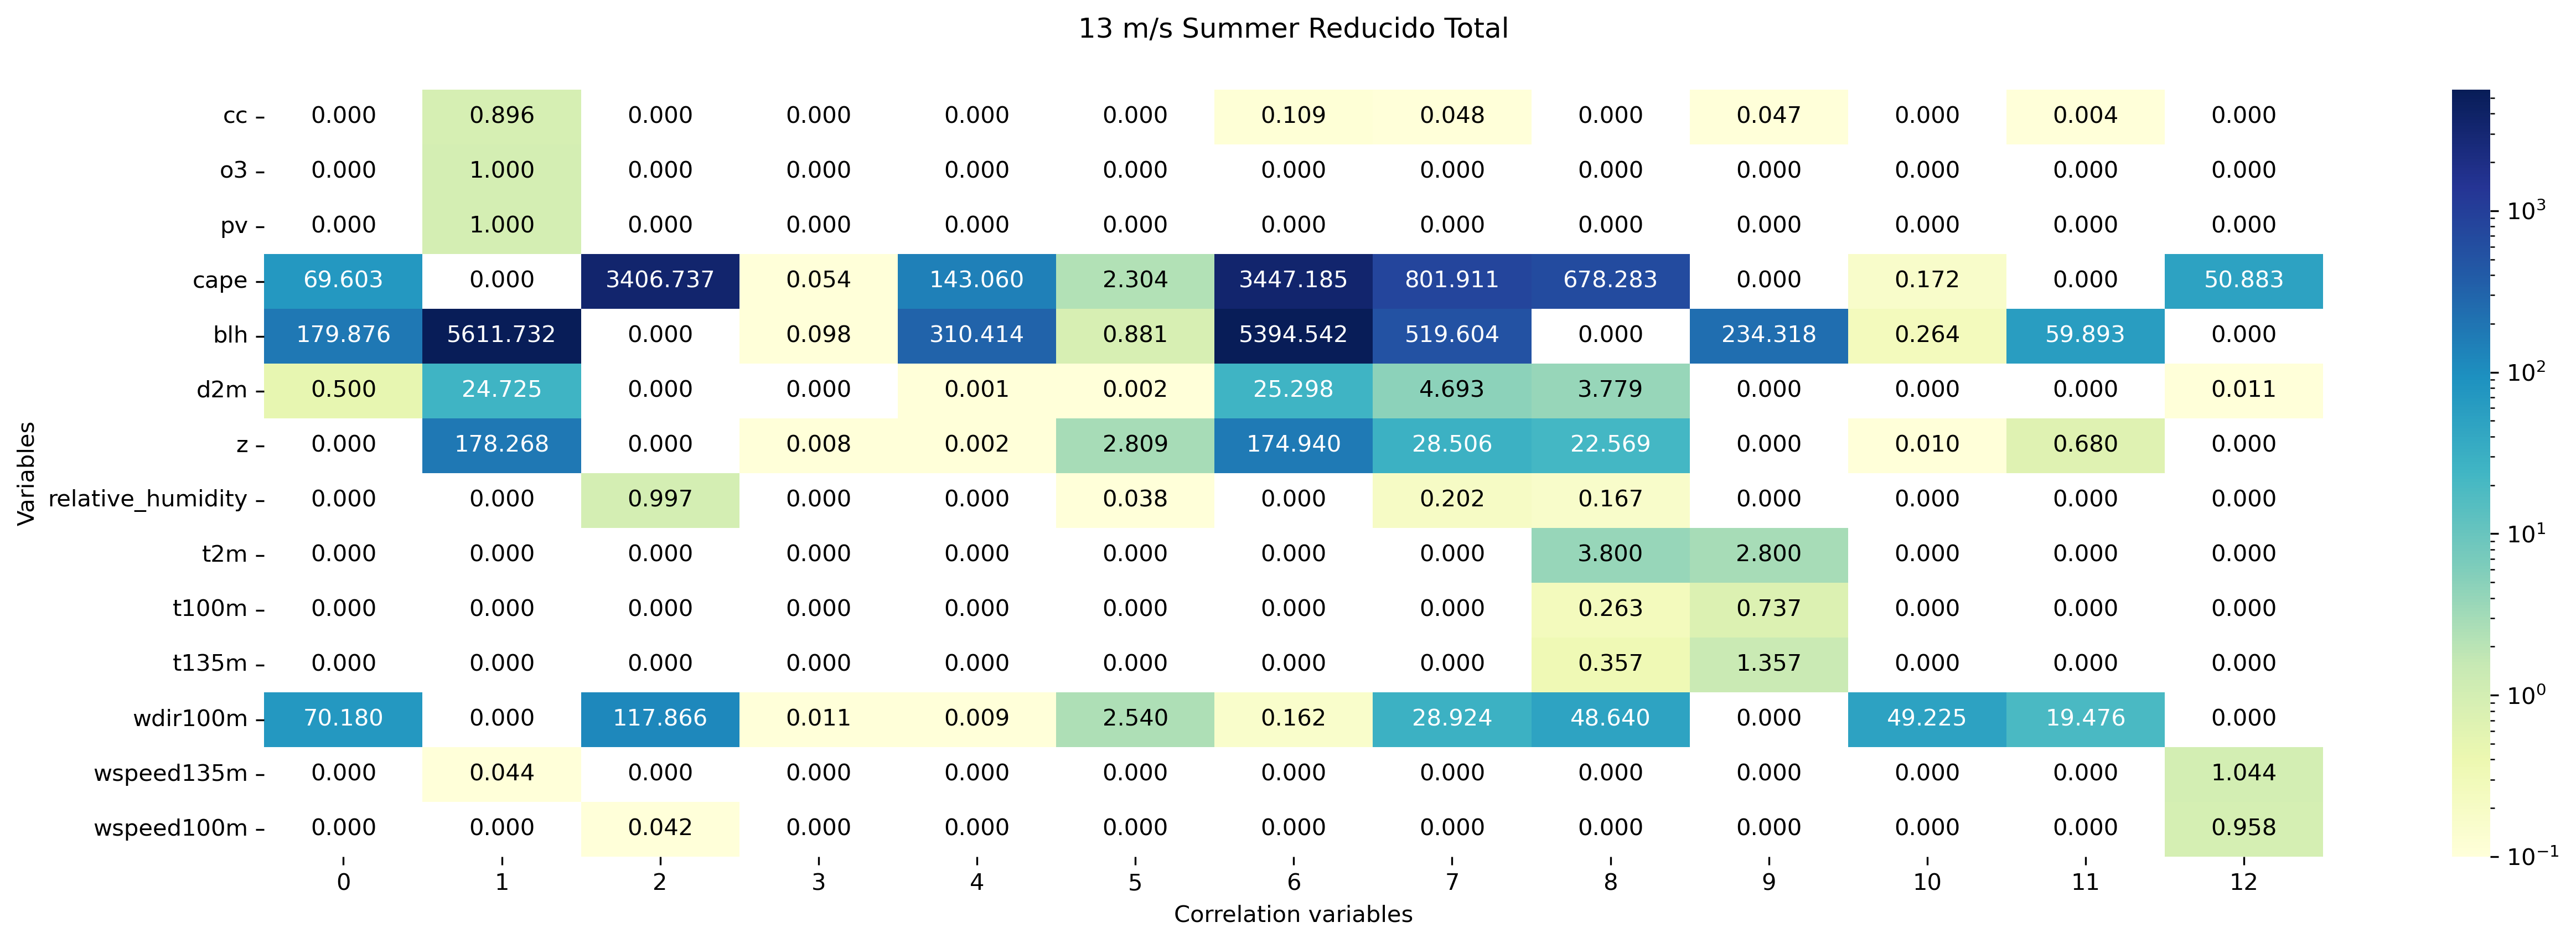 13 m/s Summer Reducido Total
cc 0.000 0.896 0.000 0.000 0.000 0.000 0.109 0.048 0.000 0.047 0.000 0.004 0.000
o3 0.000 1.000 0.000 0.000 0.000 0.000 0.000 0.000 0.000 0.000 0.000 0.000 0.000
pv 0.000 1.000 0.000 0.000 0.000 0.000 0.000 0.000 0.000 0.000 0.000 0.000 0.000
cape 69.603 0.000 3406.737 0.054 143.060 2.304 3447.185 801.911 678.283 0.000 0.172 0.000 50.883
blh 179.876 5611.732 0.000 0.098 310.414 0.881 5394.542 519.604 0.000 234.318 0.264 59.893 0.000
d2m 0.500 24.725 0.000 0.000 0.001 0.002 25.298 4.693 3.779 0.000 0.000 0.000 0.011
z 0.000 178.268 0.000 0.008 0.002 2.809 174.940 28.506 22.569 0.000 0.010 0.680 0.000
relative_humidity 0.000 0.000 0.997 0.000 0.000 0.038 0.000 0.202 0.167 0.000 0.000 0.000 0.000
t2m 0.000 0.000 0.000 0.000 0.000 0.000 0.000 0.000 3.800 2.800 0.000 0.000 0.000
t100m 0.000 0.000 0.000 0.000 0.000 0.000 0.000 0.000 0.263 0.737 0.000 0.000 0.000
t135m 0.000 0.000 0.000 0.000 0.000 0.000 0.000 0.000 0.357 1.357 0.000 0.000 0.000
wdir100m 70.180 0.000 117.866 0.011 0.009 2.540 0.162 28.924 48.640 0.000 49.225 19.476 0.000
wspeed135m 0.000 0.044 0.000 0.000 0.000 0.000 0.000 0.000 0.000 0.000 0.000 0.000 1.044
wspeed100m 0.000 0.000 0.042 0.000 0.000 0.000 0.000 0.000 0.000 0.000 0.000 0.000 0.958
0 1 2 3 4 5 6 7 8 9 10 11 12
Correlation variables
Variables
10³
10²
10¹
10⁰
10⁻¹